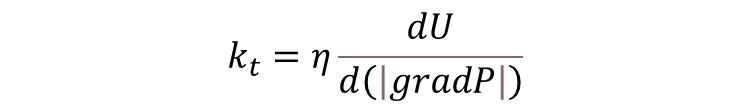 k_t = η dU / d(|gradP|)